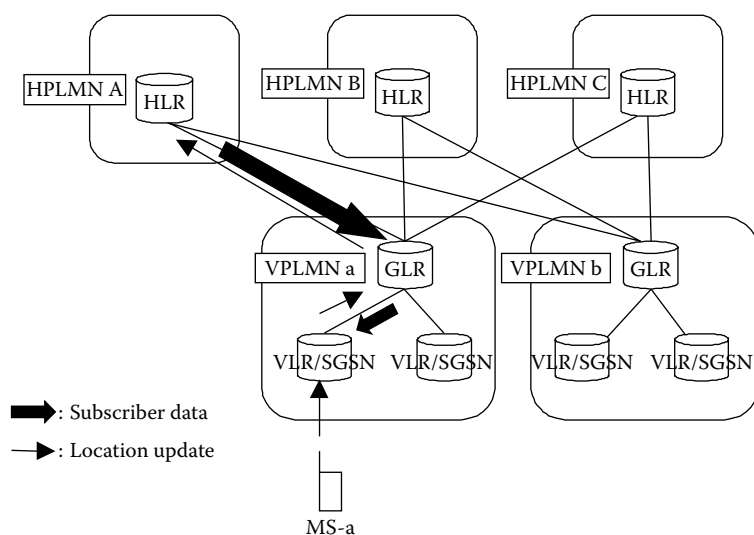 HPLMN A
HLR
HPLMN B
HLR
HPLMN C
HLR
VPLMN a
GLR
VPLMN b
GLR
VLR/SGSN
VLR/SGSN
VLR/SGSN
VLR/SGSN
: Subscriber data
: Location update
MS-a